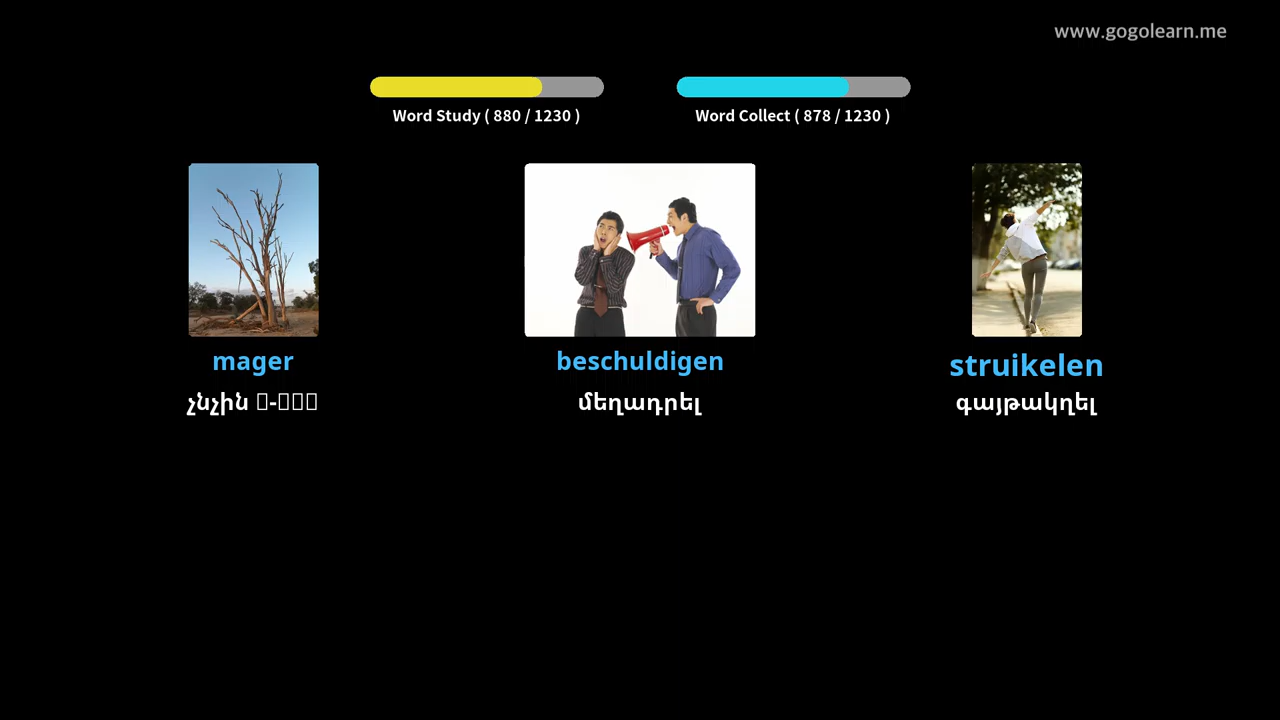 www.gogolearn.me
Word Study ( 880 / 1230 )
Word Collect ( 878 / 1230 )
mager
beschuldigen
struikelen
չնչին
մեղադրել
գայթակղել